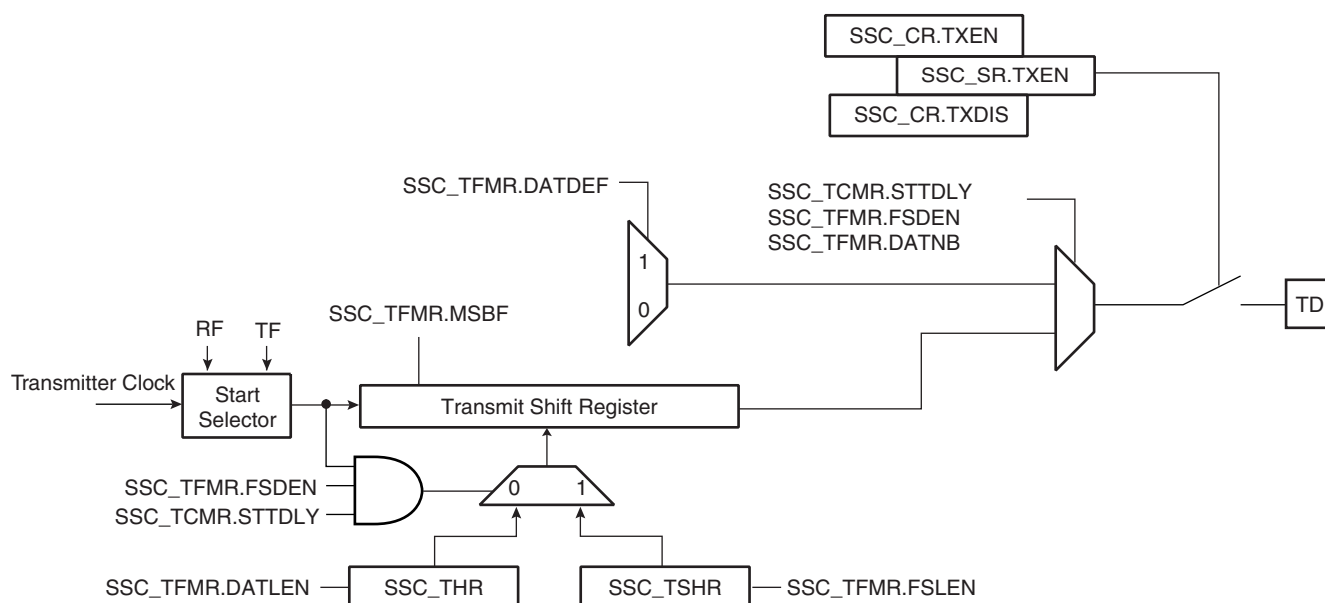 SSC_CR.TXEN
SSC_SR.TXEN
SSC_CR.TXDIS
SSC_TFMR.DATDEF
SSC_TCMR.STTDLY
SSC_TFMR.FSDEN
SSC_TFMR.DATNB
1
0
TD
SSC_TFMR.MSBF
RF
TF
Transmitter Clock
Start
Selector
Transmit Shift Register
SSC_TFMR.FSDEN
SSC_TCMR.STTDLY
0
1
SSC_TFMR.DATLEN
SSC_THR
SSC_TSHR
SSC_TFMR.FSLEN